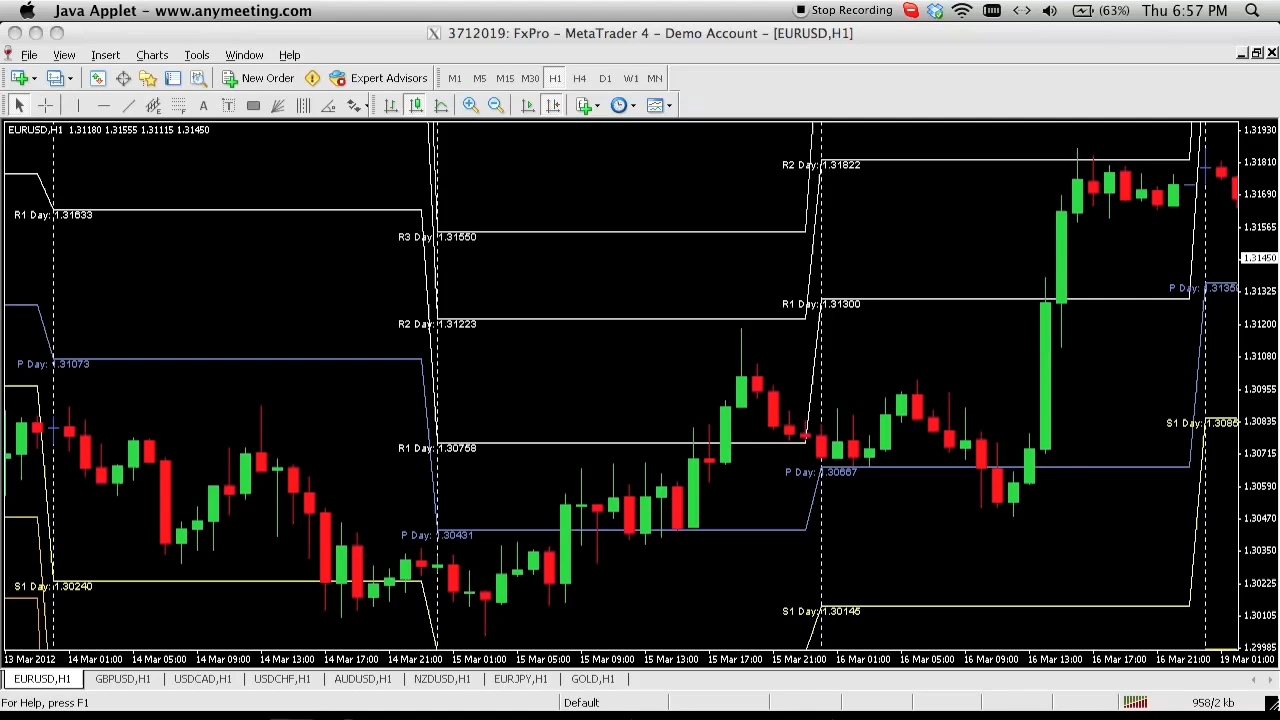 Java Applet - www.anymeeting.com Stop Recording (63%) Thu 6:57 PM
3712019: FxPro - MetaTrader 4 - Demo Account - [EURUSD,H1]
File View Insert Charts Tools Window Help
New Order Expert Advisors M1 M5 M15 M30 H1 H4 D1 W1 MN
A T
EURUSD,H1 1.31180 1.31555 1.31115 1.31450
1.31930
R2 Day: 1.31822
1.31810
1.31690
R1 Day: 1.31633
1.31565
R3 Day: 1.31550
1.31450
P Day:
1.31325
R1 Day: 1.31300
R2 Day: 1.31223
1.31200
1.31080
P Day: 1.31073
1.30955
1.30835
S1 Day:
R1 Day: 1.30758
1.30715
P Day: 1.30667
1.30590
1.30470
P Day: 1.30431
1.30350
S1 Day: 1.30240
1.30225
S1 Day: 1.30145
1.30105
1.29985
13 Mar 2012 14 Mar 01:00 14 Mar 05:00 14 Mar 09:00 14 Mar 13:00 14 Mar 17:00 14 Mar 21:00 15 Mar 01:00 15 Mar 05:00 15 Mar 09:00 15 Mar 13:00 15 Mar 17:00 15 Mar 21:00 16 Mar 01:00 16 Mar 05:00 16 Mar 09:00 16 Mar 13:00 16 Mar 17:00 16 Mar 21:00 19 Mar 01:00
EURUSD,H1 GBPUSD,H1 USDCAD,H1 USDCHF,H1 AUDUSD,H1 NZDUSD,H1 EURJPY,H1 GOLD,H1
For Help, press F1 Default 958/2 kb